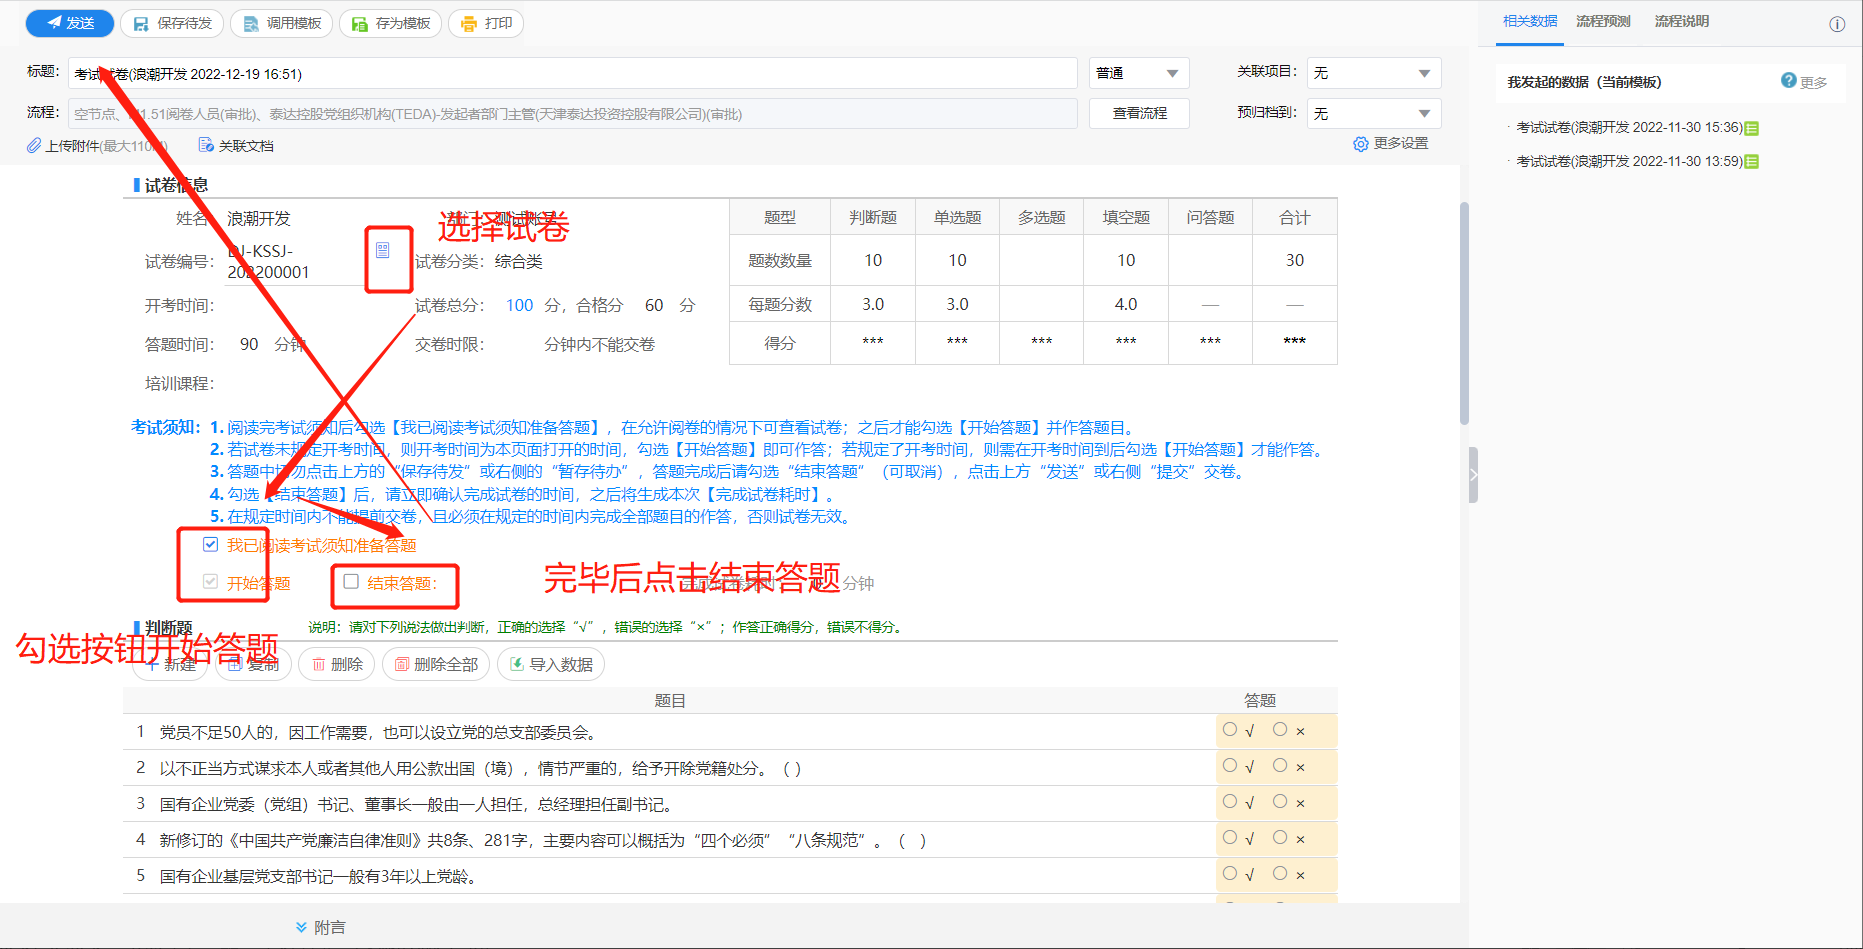 发送 保存待发 调用模板 存为模板 打印
相关数据 流程预测 流程说明
标题: 考试试卷(浪潮开发 2022-12-19 16:51) 普通 关联项目: 无
我发起的数据（当前模板） 更多
流程: 空节点、1.51阅卷人员(审批)、泰达控股党组织机构(TEDA)-发起者部门主管(天津泰达投资控股有限公司)(审批) 查看流程 预归档到: 无
· 考试试卷(浪潮开发 2022-11-30 15:36)
上传附件(最大110M) 关联文档 更多设置
· 考试试卷(浪潮开发 2022-11-30 13:59)
试卷信息
姓名 浪潮开发 部门: 测试账号
选择试卷
试卷编号: DJ-KSSJ-202200001 试卷分类: 综合类
开考时间: 试卷总分: 100 分，合格分 60 分
答题时间: 90 分钟 交卷时限: 分钟内不能交卷
培训课程:
题型 判断题 单选题 多选题 填空题 问答题 合计
题数数量 10 10 10 30
每题分数 3.0 3.0 4.0 — —
得分 *** *** *** *** *** ***
考试须知: 1. 阅读完考试须知后勾选【我已阅读考试须知准备答题】，在允许阅卷的情况下可查看试卷；之后才能勾选【开始答题】并作答题目。
2. 若试卷未规定开考时间，则开考时间为本页面打开的时间，勾选【开始答题】即可作答；若规定了开考时间，则需在开考时间到后勾选【开始答题】才能作答。
3. 答题中切勿点击上方的“保存待发”或右侧的“暂存待办”，答题完成后请勾选“结束答题”（可取消），点击上方“发送”或右侧“提交”交卷。
4. 勾选【结束答题】后，请立即确认完成试卷的时间，之后将生成本次【完成试卷耗时】。
5. 在规定时间内不能提前交卷，且必须在规定的时间内完成全部题目的作答，否则试卷无效。
我已阅读考试须知准备答题
开始答题 结束答题: 完成试卷耗时: 分钟
完毕后点击结束答题
判断题 说明: 请对下列说法做出判断，正确的选择“√”，错误的选择“×”；作答正确得分，错误不得分。
勾选按钮开始答题
新建 复制 删除 删除全部 导入数据
题目 答题
1 党员不足50人的，因工作需要，也可以设立党的总支部委员会。 √ ×
2 以不正当方式谋求本人或者其他人用公款出国（境），情节严重的，给予开除党籍处分。（ ） √ ×
3 国有企业党委（党组）书记、董事长一般由一人担任，总经理担任副书记。 √ ×
4 新修订的《中国共产党廉洁自律准则》共8条、281字，主要内容可以概括为“四个必须”“八条规范”。（ ） √ ×
5 国有企业基层党支部书记一般有3年以上党龄。 √ ×
附言